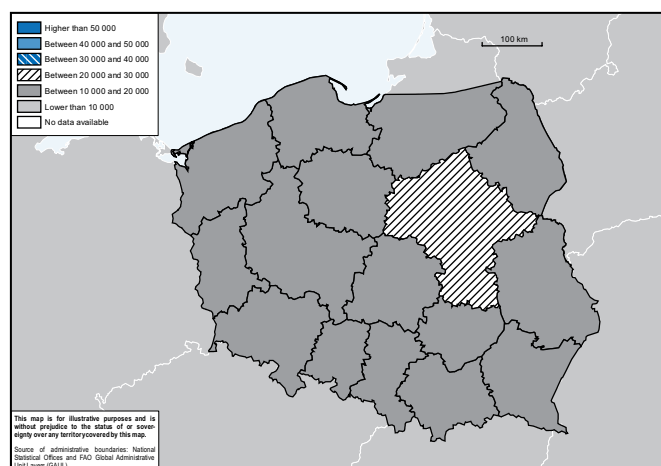 Higher than 50 000
Between 40 000 and 50 000
Between 30 000 and 40 000
Between 20 000 and 30 000
Between 10 000 and 20 000
Lower than 10 000
No data available
100 km
This map is for illustrative purposes and is
without prejudice to the status of or sover-
eignty over any territory covered by this map.
Source of administrative boundaries: National
Statistical Offices and FAO Global Administrative
Unit Layers (GAUL)